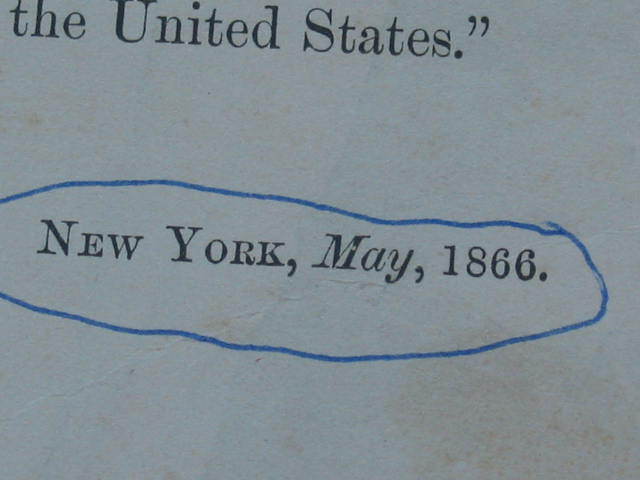 the United States.”
NEW YORK, May, 1866.